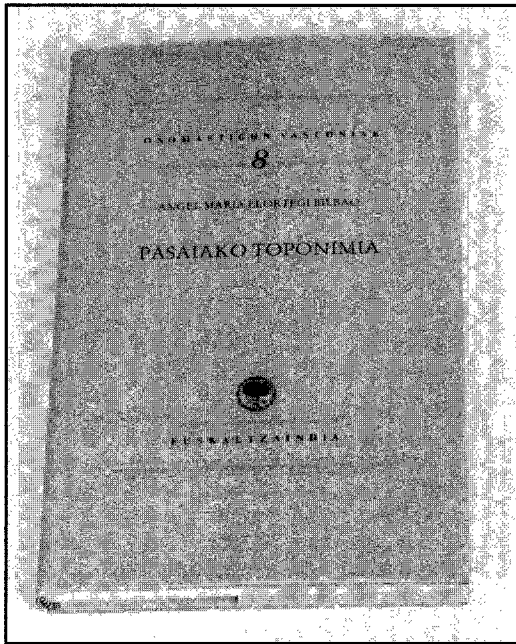 ONOMASTICON VASCONIAE
8
ANGEL MARIA ELORTEGI BILBAO
PASAIAKO TOPONIMIA
EUSKALTZAINDIA